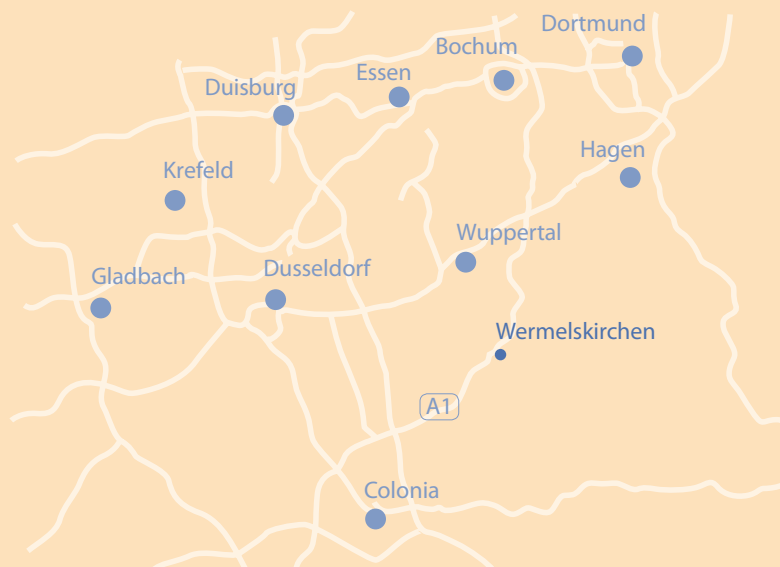 Dortmund
Bochum
Essen
Duisburg
Hagen
Krefeld
Wuppertal
Dusseldorf
Gladbach
Wermelskirchen
A1
Colonia